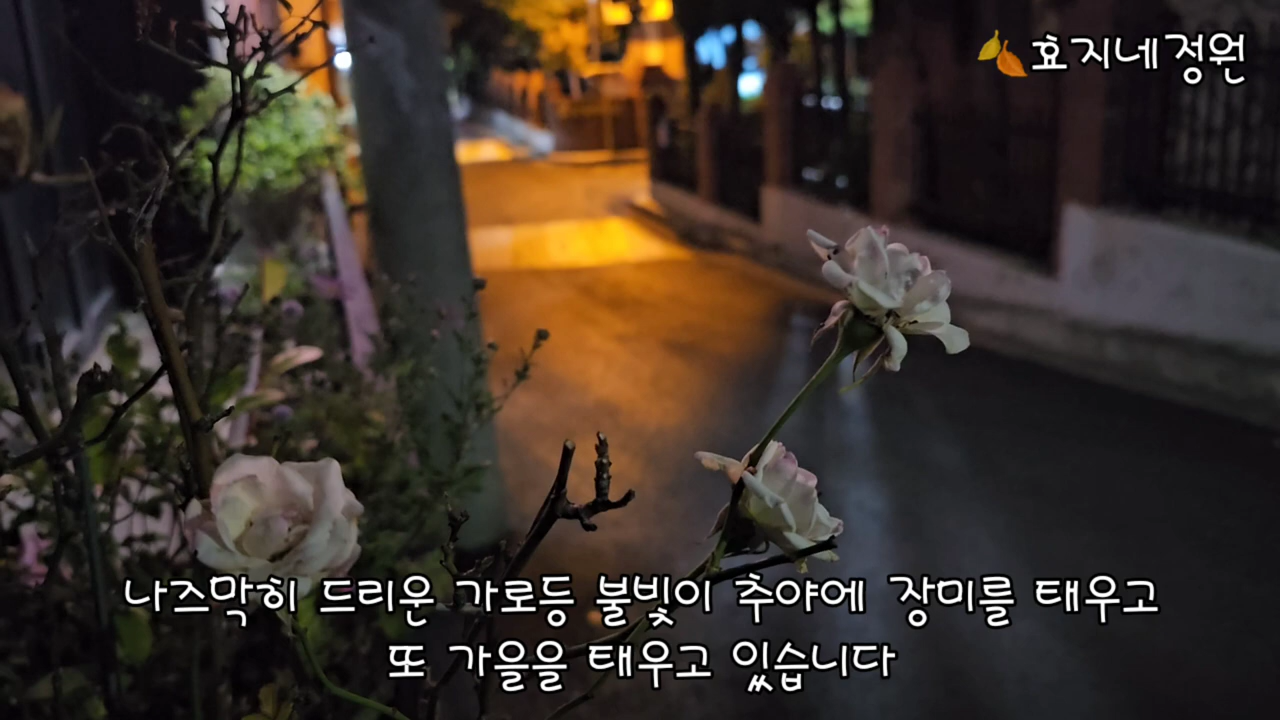 효지네 정원
나즈막히 드리운 가로등 불빛이 추야에 장미를 태우고
또 가을을 태우고 있습니다